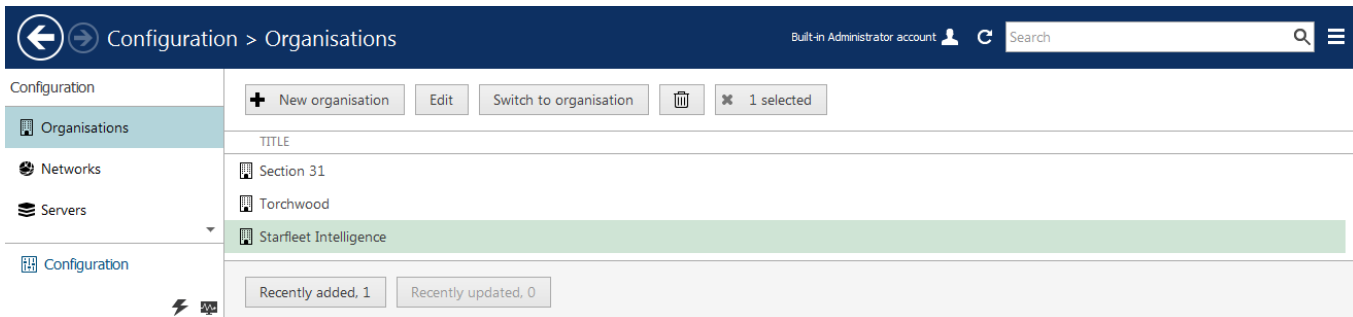 Configuration > Organisations
Built-in Administrator account
Search
Configuration
Organisations
Networks
Servers
Configuration
New organisation
Edit
Switch to organisation
1 selected
TITLE
Section 31
Torchwood
Starfleet Intelligence
Recently added, 1
Recently updated, 0